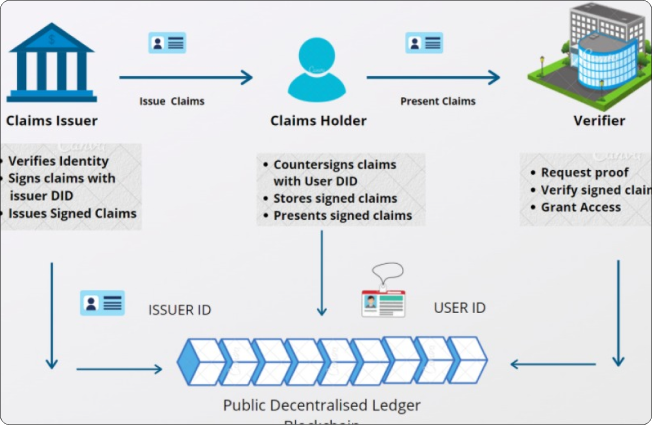 Issue Claims
Present Claims
Claims Issuer
Claims Holder
Verifier
• Verifies Identity
• Signs claims with
issuer DID
• Issues Signed Claims
• Countersigns claims
with User DID
• Stores signed claims
• Presents signed claims
• Request proof
• Verify signed clai
• Grant Access
ISSUER ID
USER ID
Public Decentralised Ledger
Blockchain